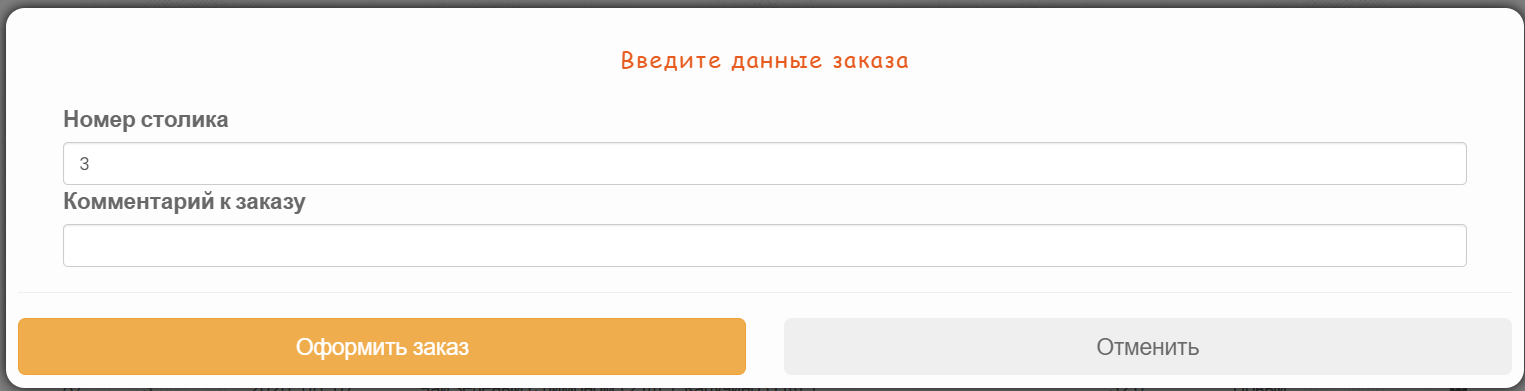 Введите данные заказа
Номер столика
3
Комментарий к заказу
Оформить заказ
Отменить